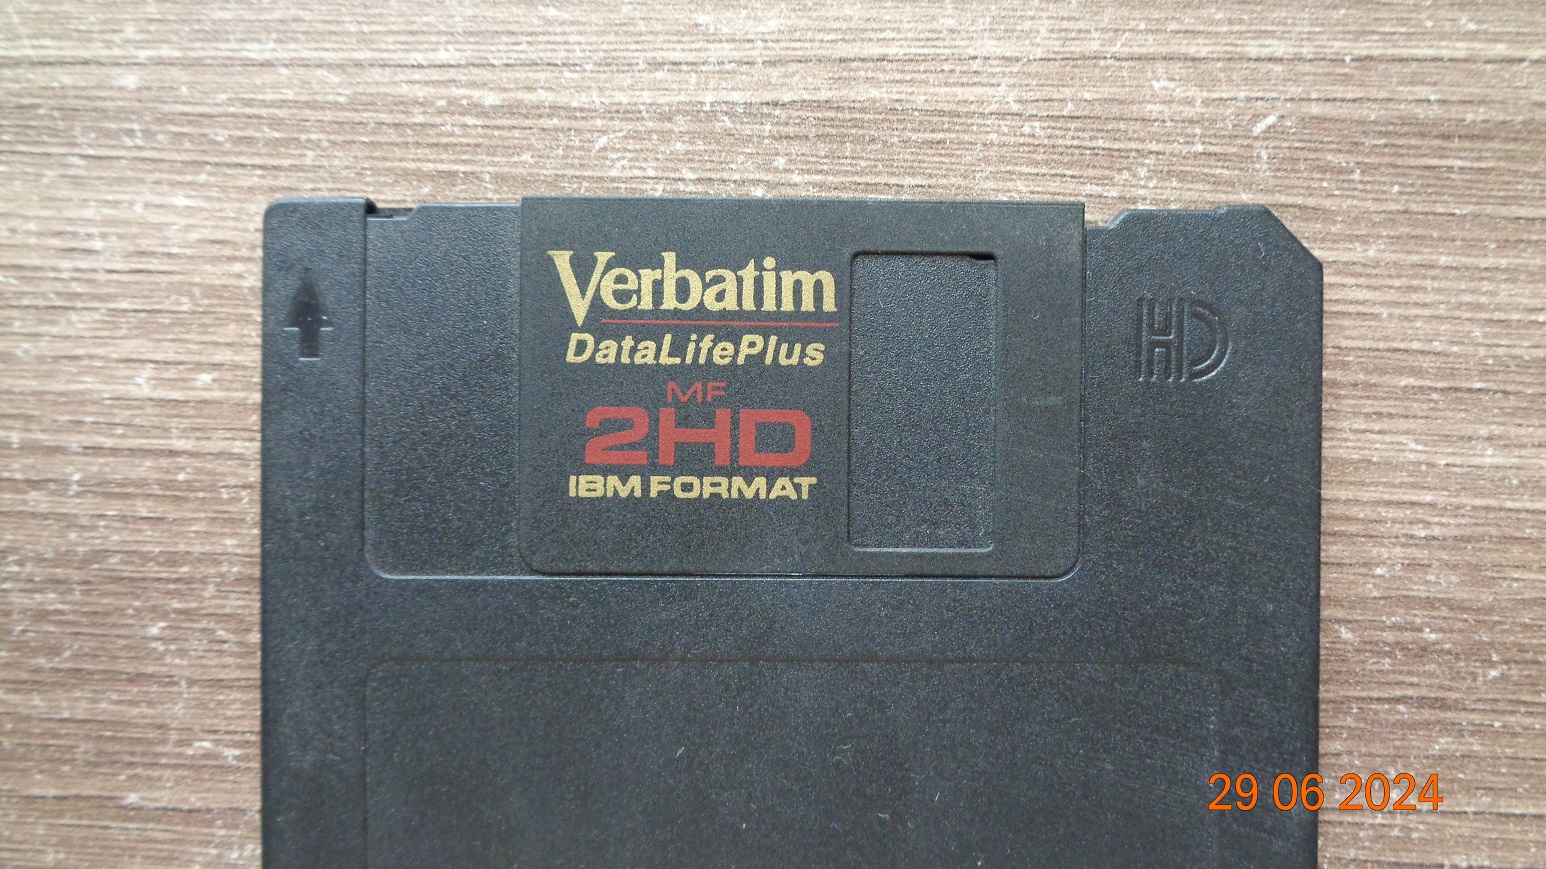 Verbatim
DataLifePlus
MF
2HD
IBM FORMAT
HD
29 06 2024